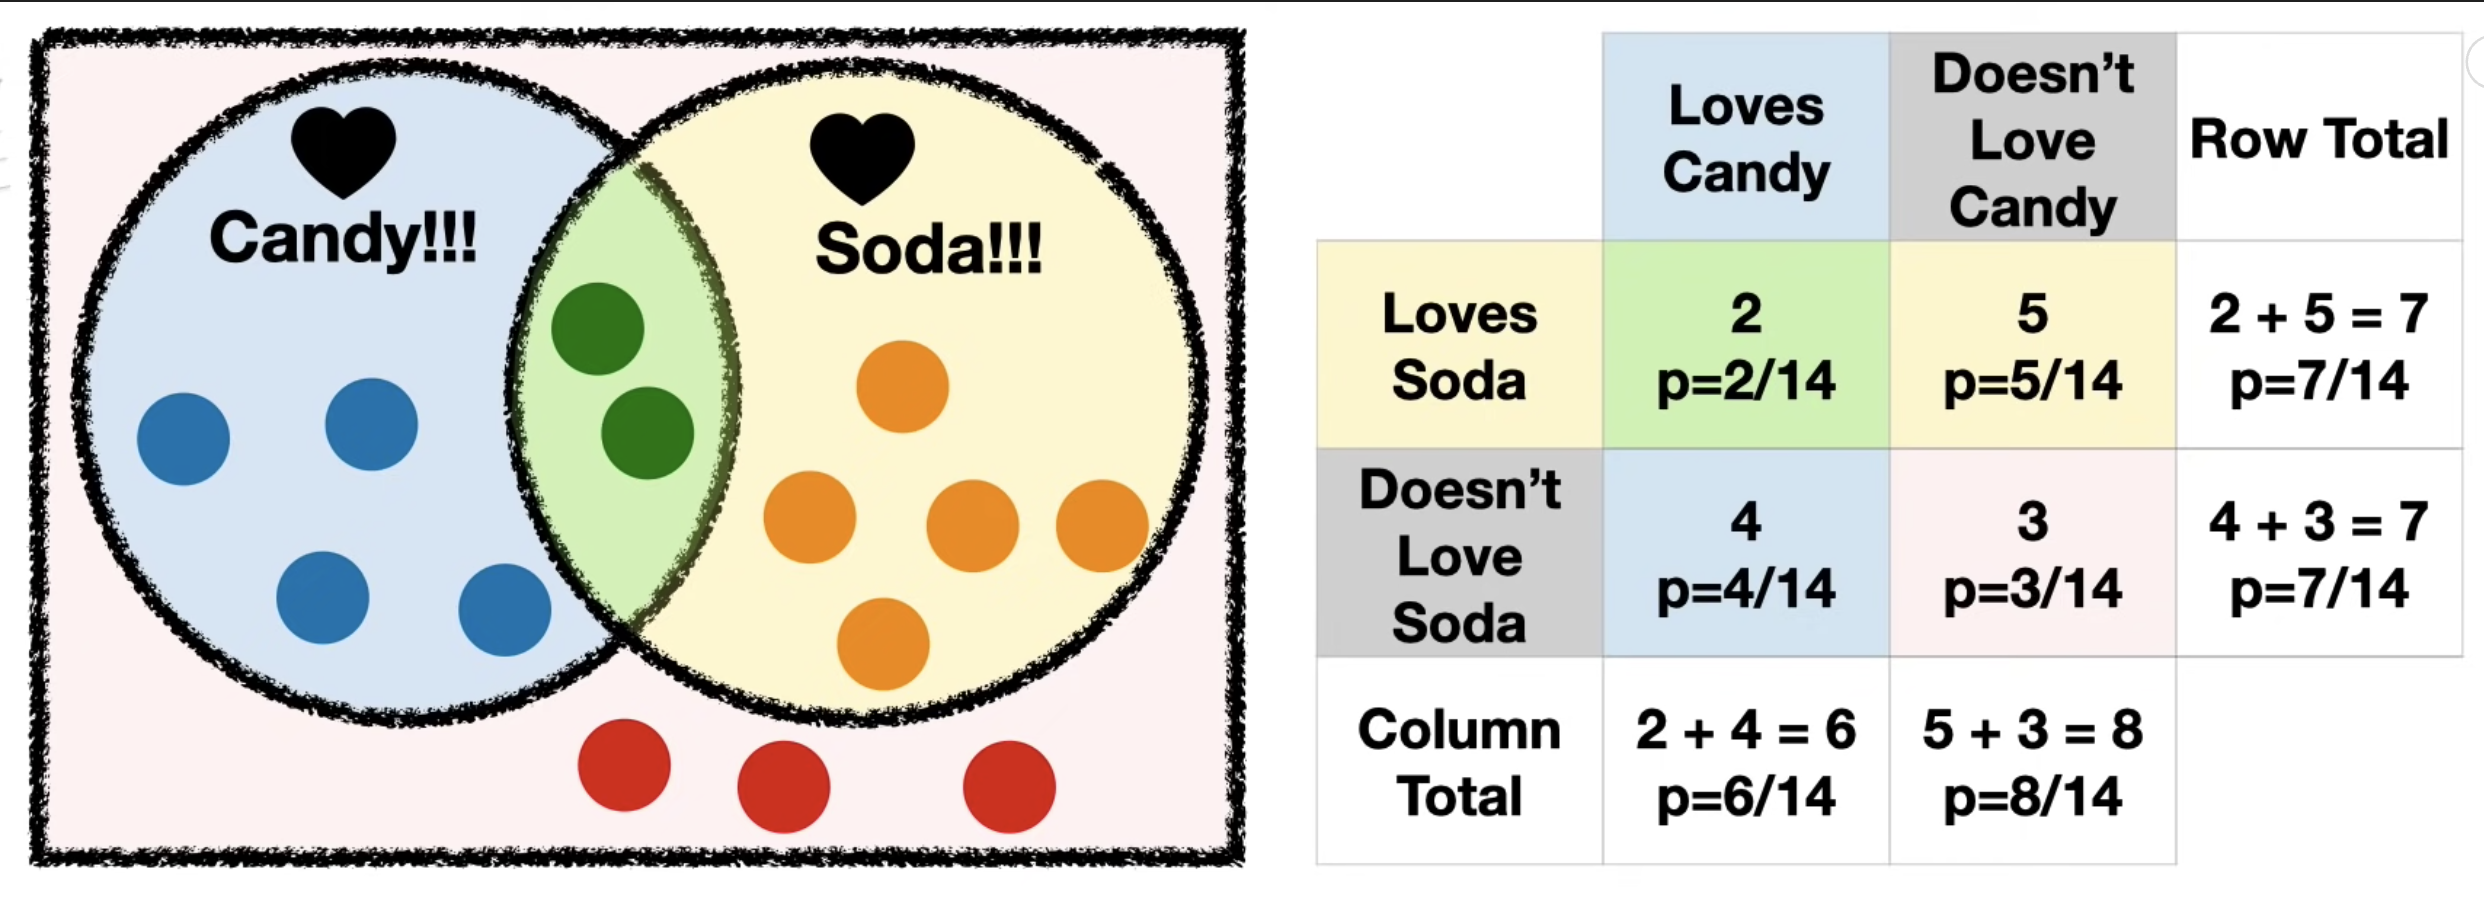 Candy!!!
Soda!!!
Loves
Candy
Doesn't
Love
Candy
Row Total
Loves
Soda
2
p=2/14
5
p=5/14
2 + 5 = 7
p=7/14
Doesn't
Love
Soda
4
p=4/14
3
p=3/14
4 + 3 = 7
p=7/14
Column
Total
2 + 4 = 6
p=6/14
5 + 3 = 8
p=8/14